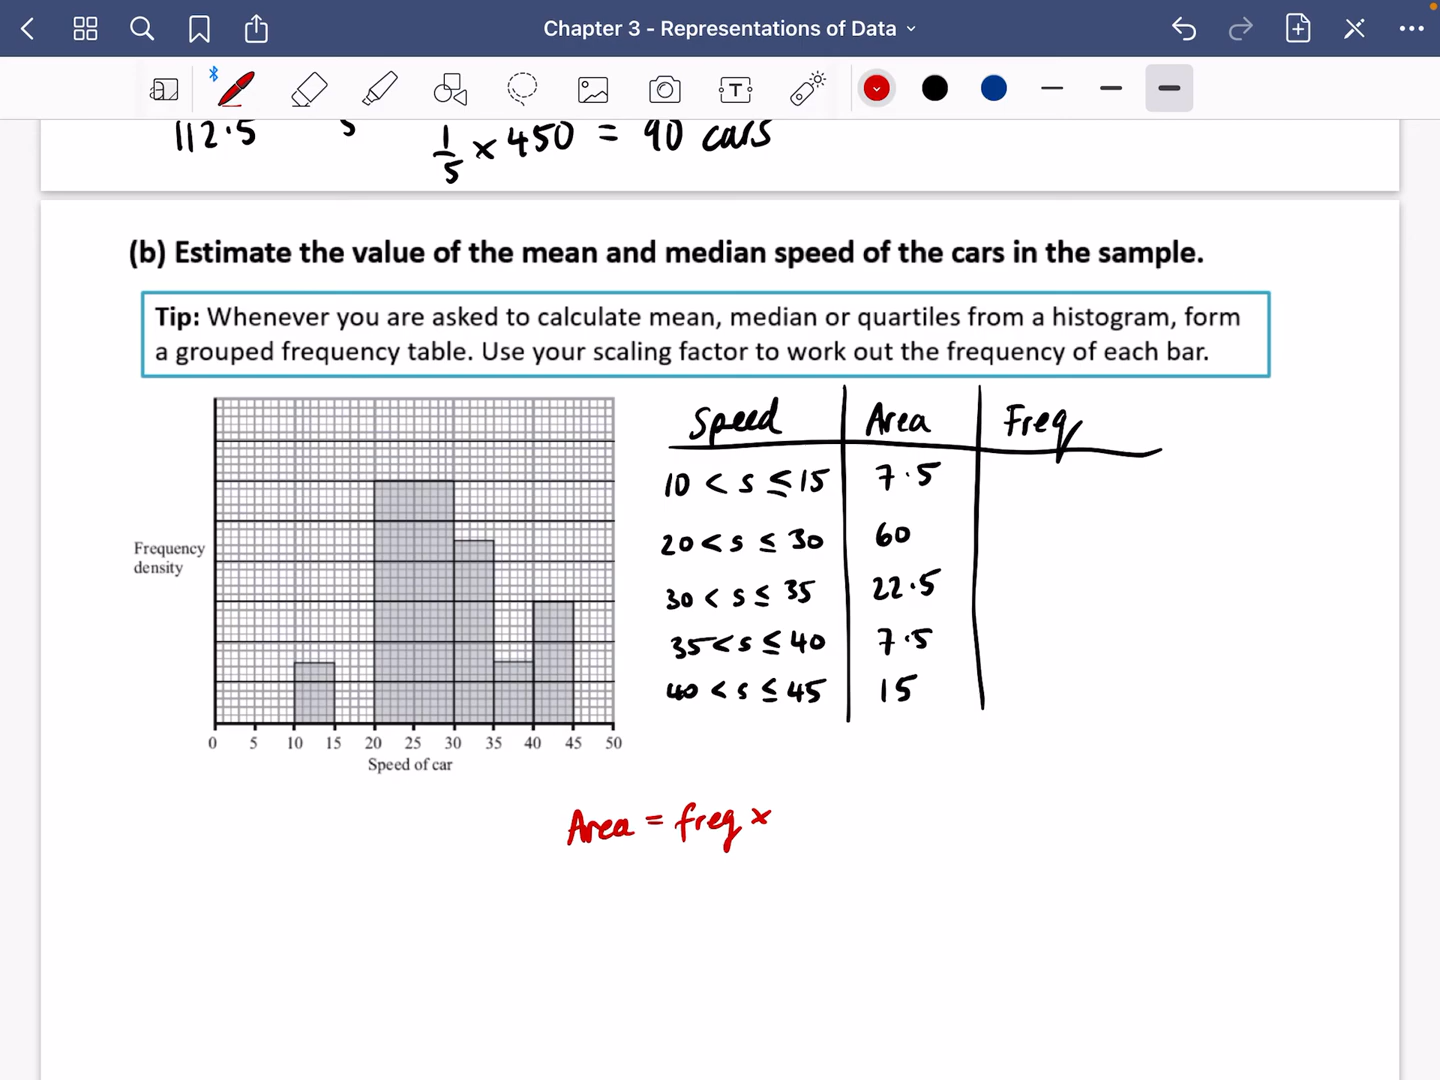 Chapter 3 - Representations of Data
T
112.5
1/5 × 450 = 90 cars
(b) Estimate the value of the mean and median speed of the cars in the sample.
Tip: Whenever you are asked to calculate mean, median or quartiles from a histogram, form
a grouped frequency table. Use your scaling factor to work out the frequency of each bar.
Speed Area Freq
10 < s ≤ 15 7.5
20 < s ≤ 30 60
30 < s ≤ 35 22.5
35 < s ≤ 40 7.5
40 < s ≤ 45 15
Frequency
density
0 5 10 15 20 25 30 35 40 45 50
Speed of car
Area = freq ×